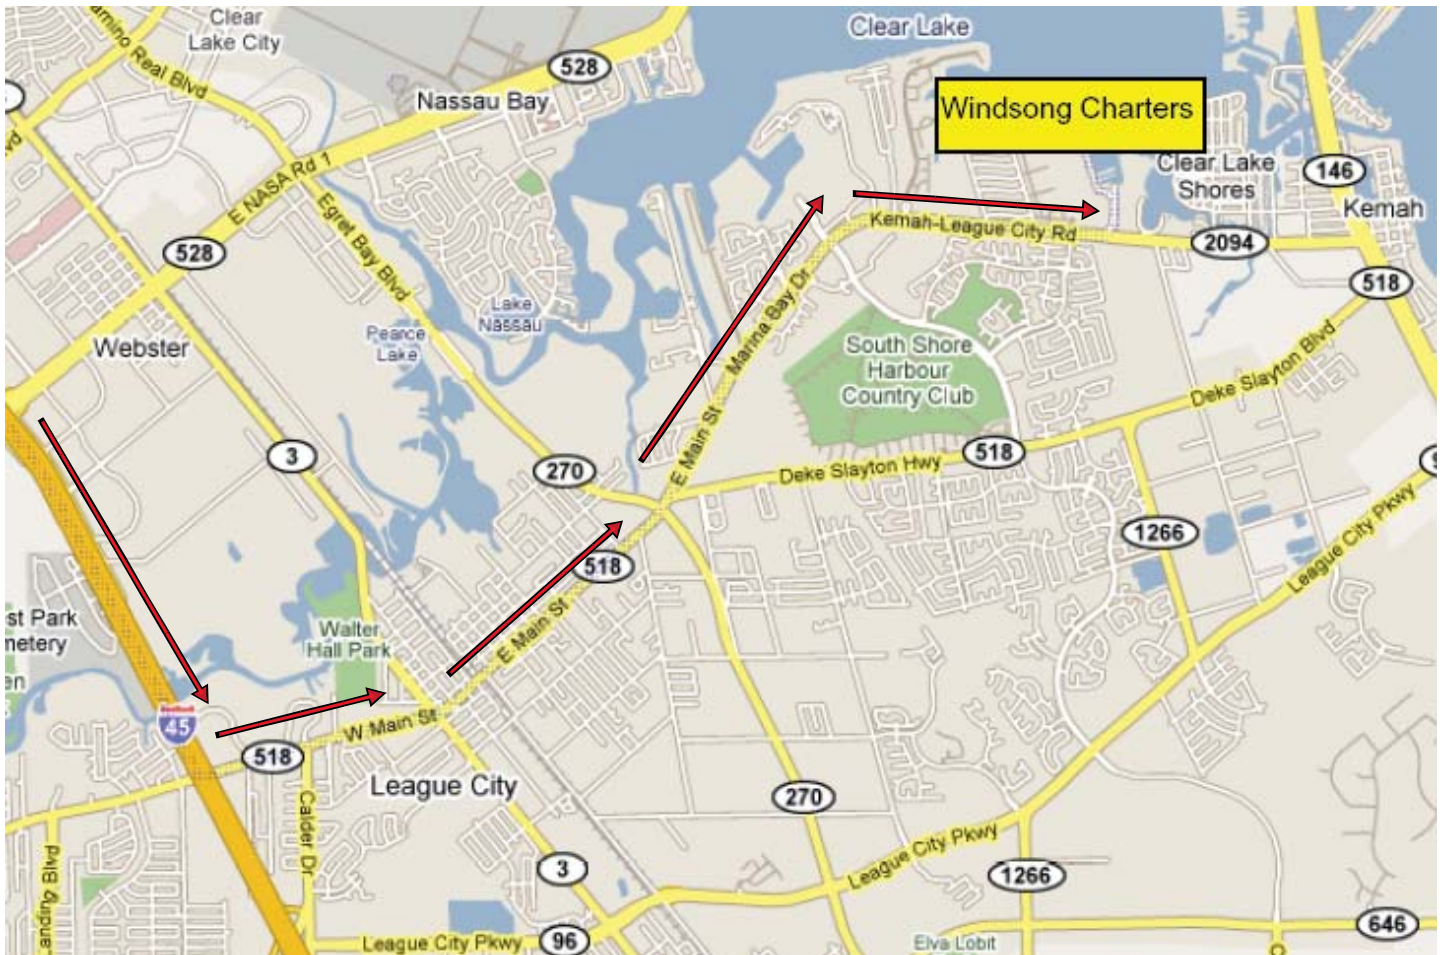 Clear
Lake City
Camino Real Blvd
528
Nassau Bay
Clear Lake
Windsong Charters
Clear Lake
Shores
146
Kemah
E NASA Rd 1
528
Egret Bay Blvd
Kemah-League City Rd
2094
518
Lake
Nassau
Pearce
Lake
Webster
Marina Bay Dr
South Shore
Harbour
Country Club
Deke Slayton Blvd
E Main St
3
270
Deke Slayton Hwy
518
1266
League City Pkwy
518
st Park
metery
en
Walter
Hall Park
E Main St
45
W Main St
518
League City
270
Calder Dr
Landing Blvd
3
League City Pkwy
1266
League City Pkwy
96
646
Elva Lobit